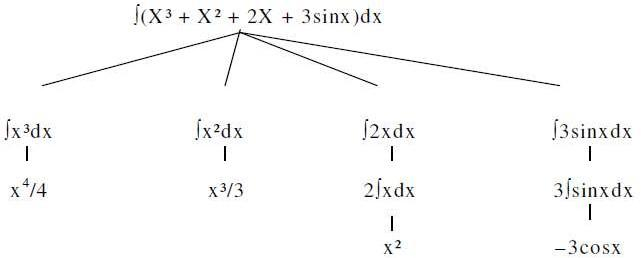 ∫(X³ + X² + 2X + 3sinx)dx
∫x³dx ∫x²dx ∫2xdx ∫3sinxdx
x⁴/4 x³/3 2∫xdx 3∫sinxdx
x² −3cosx